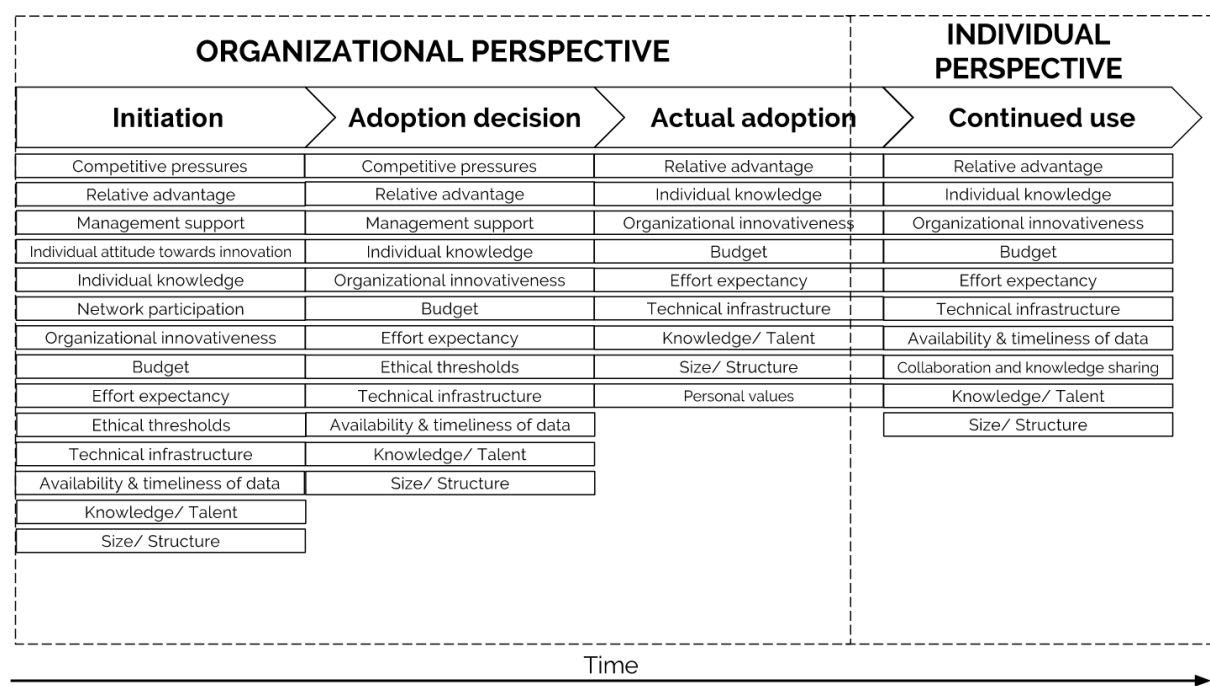 ORGANIZATIONAL PERSPECTIVE
INDIVIDUAL
PERSPECTIVE
Initiation
Adoption decision
Actual adoption
Continued use
Competitive pressures
Relative advantage
Management support
Individual attitude towards innovation
Individual knowledge
Network participation
Organizational innovativeness
Budget
Effort expectancy
Ethical thresholds
Technical infrastructure
Availability & timeliness of data
Knowledge/ Talent
Size/ Structure
Competitive pressures
Relative advantage
Management support
Individual knowledge
Organizational innovativeness
Budget
Effort expectancy
Ethical thresholds
Technical infrastructure
Availability & timeliness of data
Knowledge/ Talent
Size/ Structure
Relative advantage
Individual knowledge
Organizational innovativeness
Budget
Effort expectancy
Technical infrastructure
Knowledge/ Talent
Size/ Structure
Personal values
Relative advantage
Individual knowledge
Organizational innovativeness
Budget
Effort expectancy
Technical infrastructure
Availability & timeliness of data
Collaboration and knowledge sharing
Knowledge/ Talent
Size/ Structure
Time